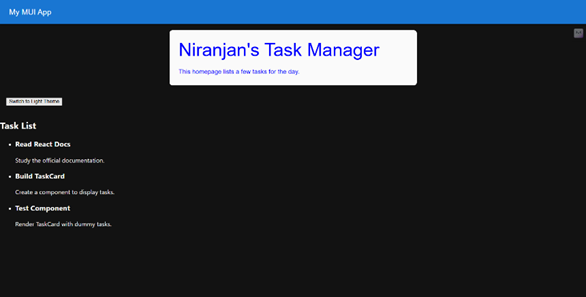 My MUI App
Niranjan's Task Manager
This homepage lists a few tasks for the day.
Switch to Light Theme
Task List
Read React Docs
Study the official documentation.
Build TaskCard
Create a component to display tasks.
Test Component
Render TaskCard with dummy tasks.